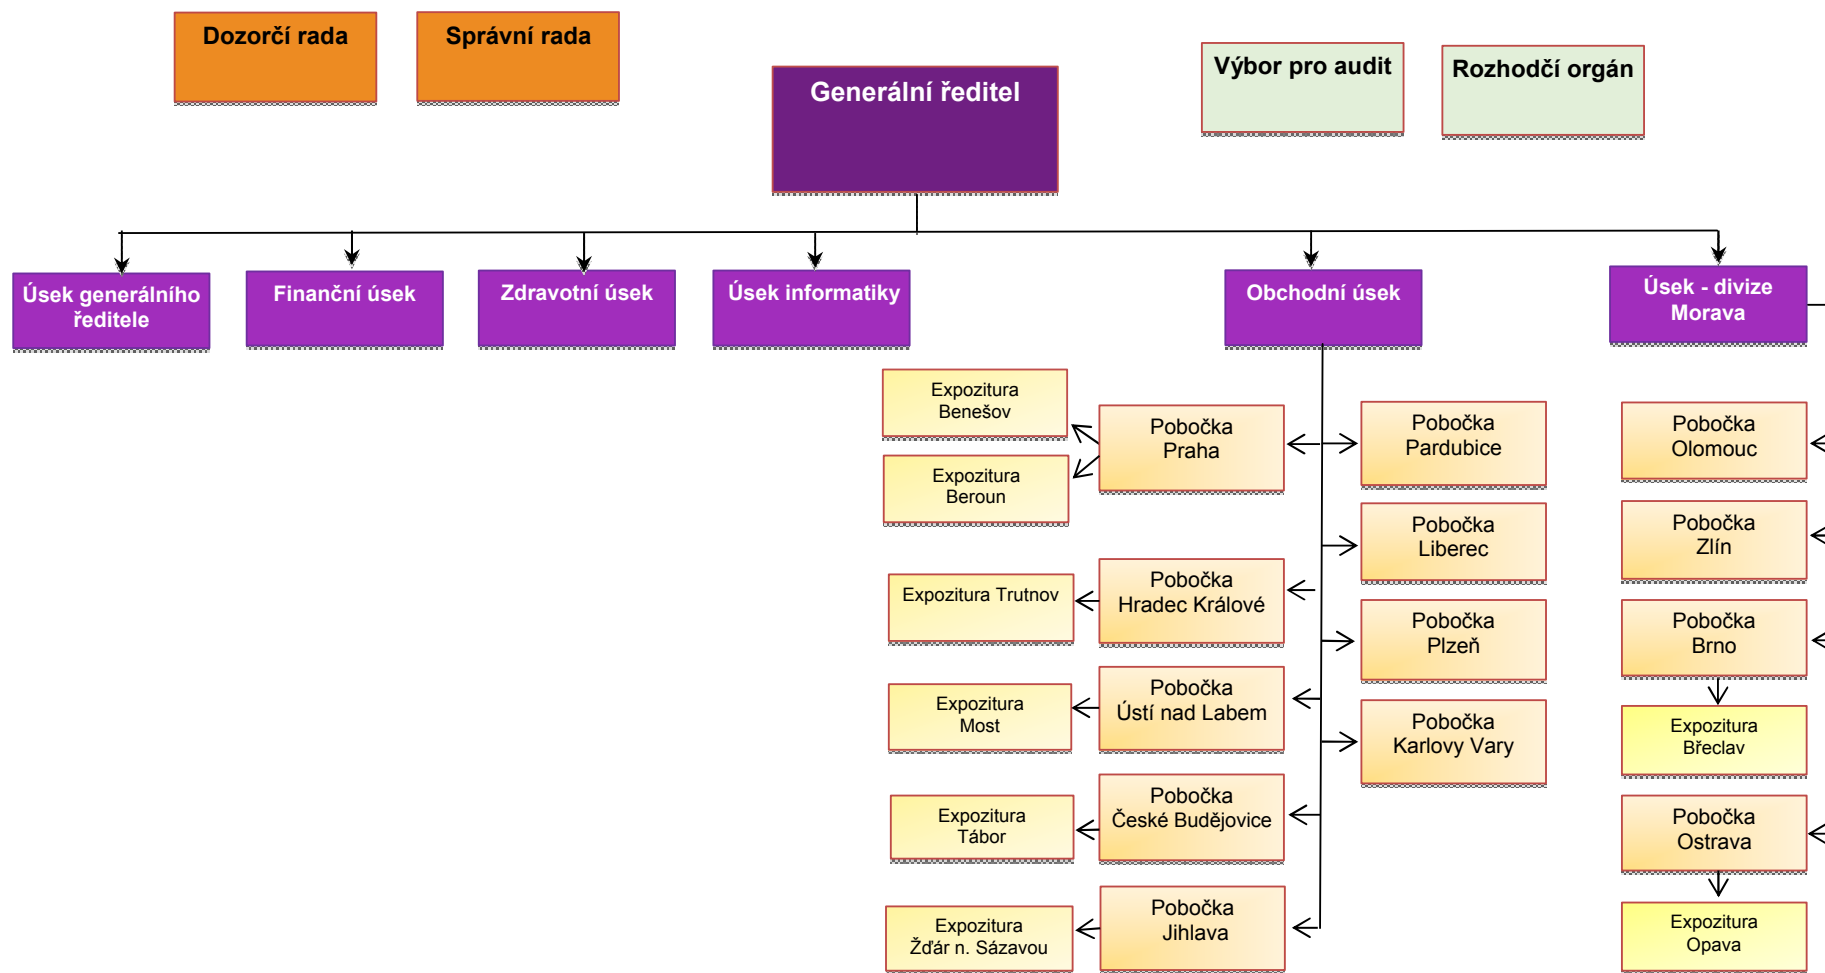 Dozorčí rada
Správní rada
Generální ředitel
Výbor pro audit
Rozhodčí orgán
Úsek generálního
ředitele
Finanční úsek
Zdravotní úsek
Úsek informatiky
Obchodní úsek
Úsek - divize
Morava
Expozitura
Benešov
Expozitura
Beroun
Pobočka
Praha
Pobočka
Pardubice
Pobočka
Olomouc
Pobočka
Liberec
Pobočka
Zlín
Expozitura Trutnov
Pobočka
Hradec Králové
Pobočka
Plzeň
Pobočka
Brno
Expozitura
Most
Pobočka
Ústí nad Labem
Pobočka
Karlovy Vary
Expozitura
Břeclav
Expozitura
Tábor
Pobočka
České Budějovice
Pobočka
Ostrava
Expozitura
Žďár n. Sázavou
Pobočka
Jihlava
Expozitura
Opava